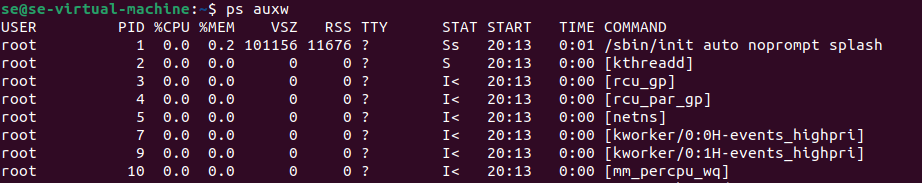 se@se-virtual-machine:~$ ps auxw
USER         PID %CPU %MEM    VSZ   RSS TTY      STAT START   TIME COMMAND
root           1  0.0  0.2 101156 11676 ?        Ss   20:13   0:01 /sbin/init auto noprompt splash
root           2  0.0  0.0      0     0 ?        S    20:13   0:00 [kthreadd]
root           3  0.0  0.0      0     0 ?        I<   20:13   0:00 [rcu_gp]
root           4  0.0  0.0      0     0 ?        I<   20:13   0:00 [rcu_par_gp]
root           5  0.0  0.0      0     0 ?        I<   20:13   0:00 [netns]
root           7  0.0  0.0      0     0 ?        I<   20:13   0:00 [kworker/0:0H-events_highpri]
root           9  0.0  0.0      0     0 ?        I<   20:13   0:00 [kworker/0:1H-events_highpri]
root          10  0.0  0.0      0     0 ?        I<   20:13   0:00 [mm_percpu_wq]